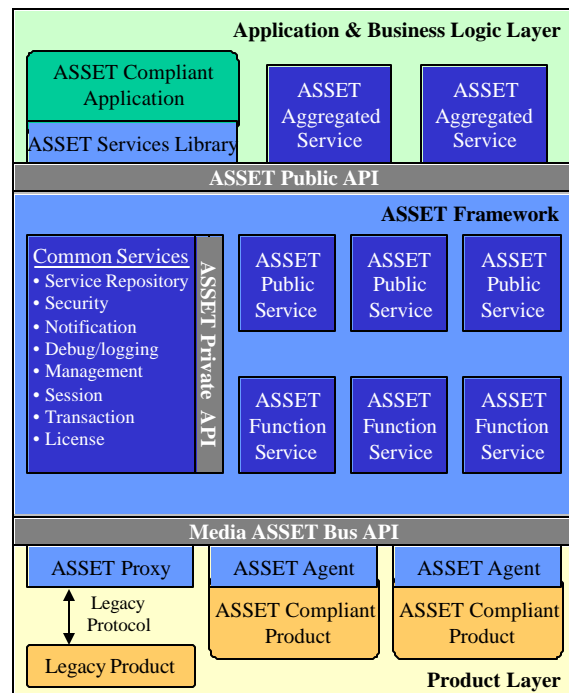 Application & Business Logic Layer
ASSET Compliant
Application
ASSET Services Library
ASSET
Aggregated
Service
ASSET
Aggregated
Service
ASSET Public API
ASSET Framework
Common Services
• Service Repository
• Security
• Notification
• Debug/logging
• Management
• Session
• Transaction
• License
ASSET Private API
ASSET
Public
Service
ASSET
Public
Service
ASSET
Public
Service
ASSET
Function
Service
ASSET
Function
Service
ASSET
Function
Service
Media ASSET Bus API
ASSET Proxy
Legacy
Protocol
Legacy Product
ASSET Agent
ASSET Compliant
Product
ASSET Agent
ASSET Compliant
Product
Product Layer